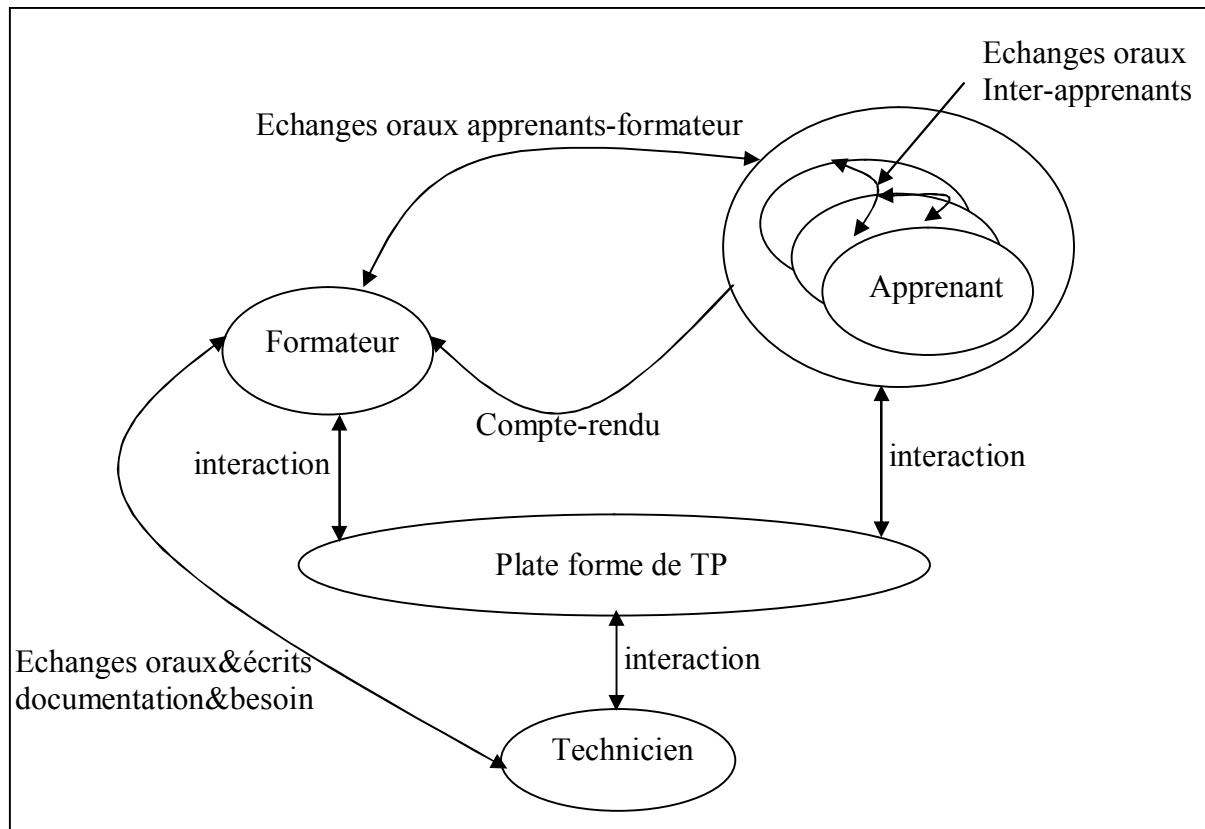 Echanges oraux
Inter-apprenants
Echanges oraux apprenants-formateur
Apprenant
Formateur
Compte-rendu
interaction
interaction
Plate forme de TP
Echanges oraux&écrits
documentation&besoin
interaction
Technicien